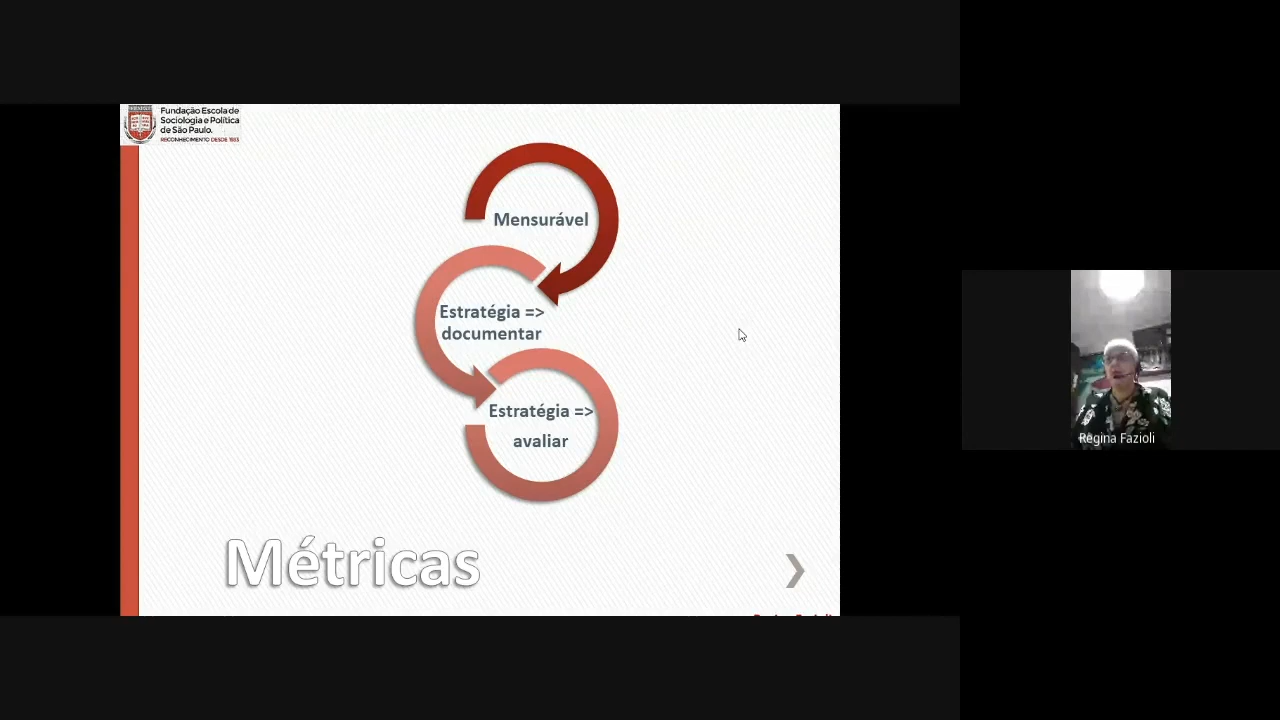 Fundação Escola de
Sociologia e Política
de São Paulo.
RECONHECIMENTO DESDE 1933
Mensurável
Estratégia =>
documentar
Estratégia =>
avaliar
Métricas
Regina Fazioli